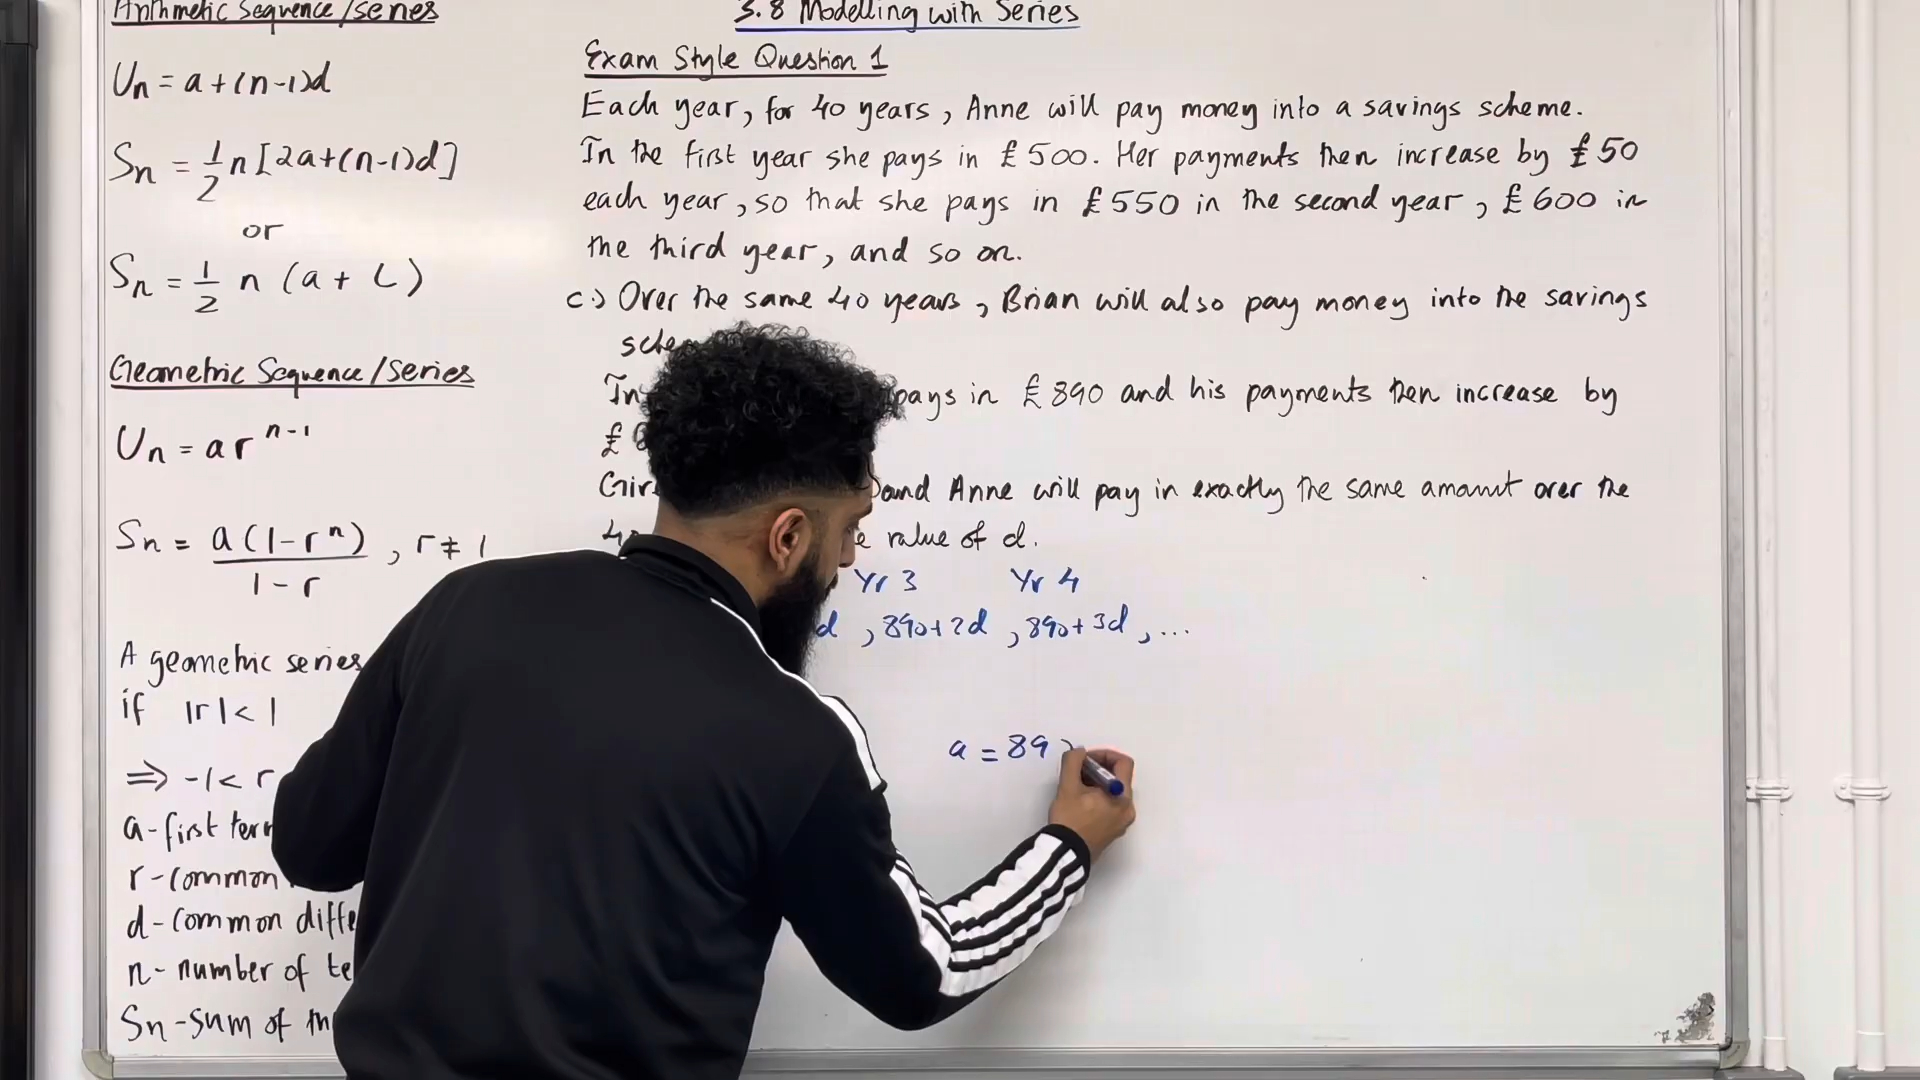 Arithmetic Sequence/series
Un = a+(n-1)d
Sn = 1/2 n[2a+(n-1)d]
or
Sn = 1/2 n (a + L)
Geometric Sequence/Series
Un = ar^n-1
Sn = a(1-r^n)/1-r , r≠1
A geometric series
if |r|<1
⇒ -1< r
a-first
r-common
d-common
n-number of
Sn-sum of
3.8 Modelling with Series
Exam Style Question 1
Each year, for 40 years, Anne will pay money into a savings scheme.
In the first year she pays in £500. Her payments then increase by £50
each year, so that she pays in £550 in the second year, £600 in
the third year, and so on.
c.) Over the same 40 years, Brian will also pay money into the savings
pays in £890 and his payments then increase by
£
and Anne will pay in exactly the same amount over the
value of d.
Yr 3 Yr 4
d , 890+2d , 890+3d, ...
a = 89